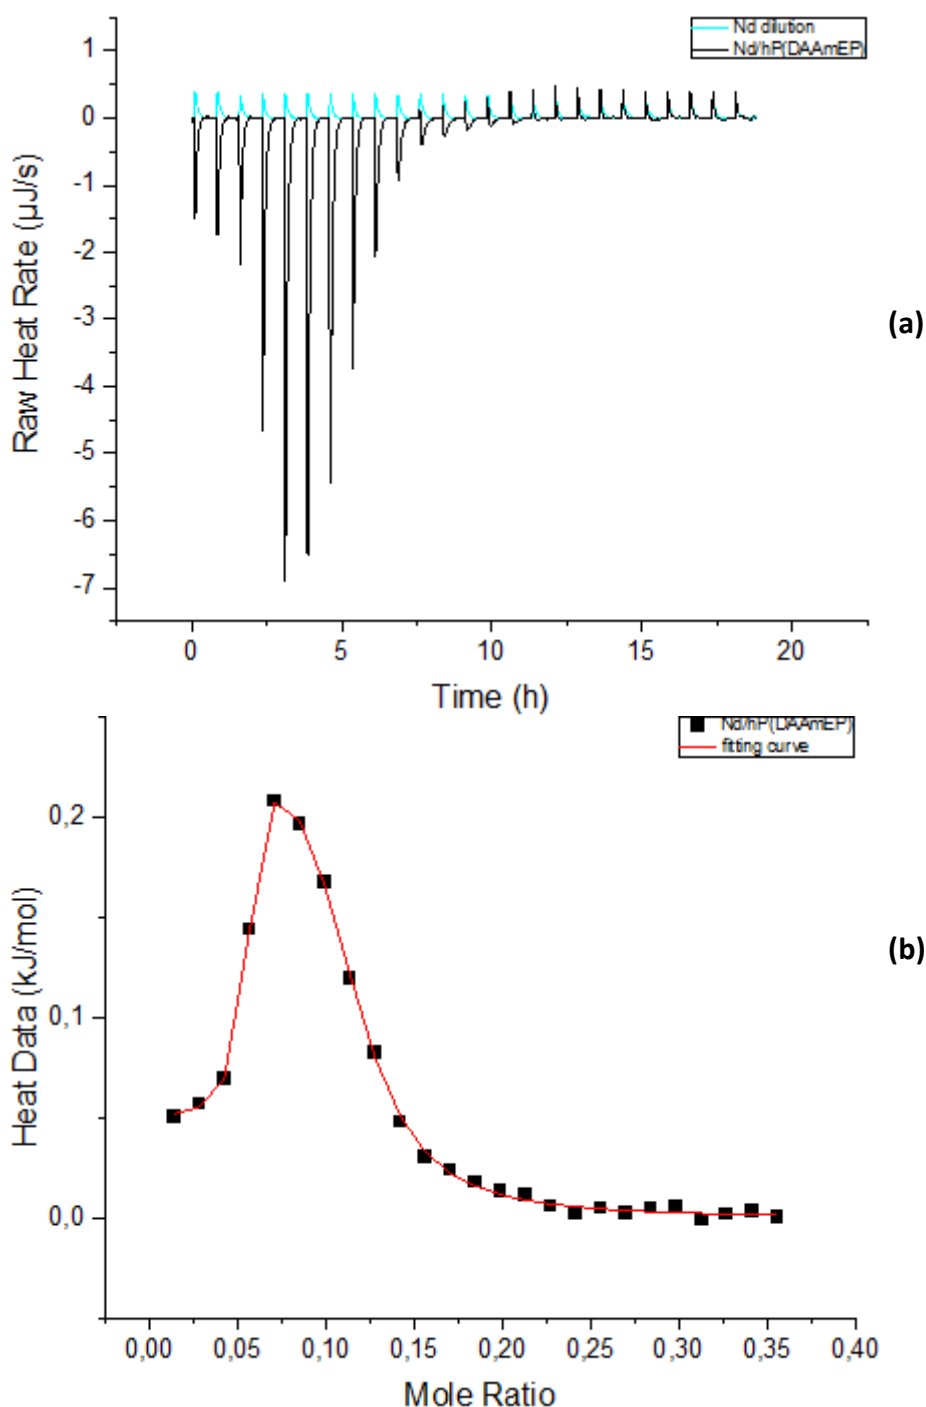 Nd dilution
Nd/hP(DAAmEP)
1
0
-1
-2
-3
-4
-5
-6
-7
Raw Heat Rate (µJ/s)
(a)
0
5
10
15
20
Time (h)
Nd/hP(DAAmEP)
fitting curve
0,2
0,1
0,0
Heat Data (kJ/mol)
(b)
0,00
0,05
0,10
0,15
0,20
0,25
0,30
0,35
0,40
Mole Ratio